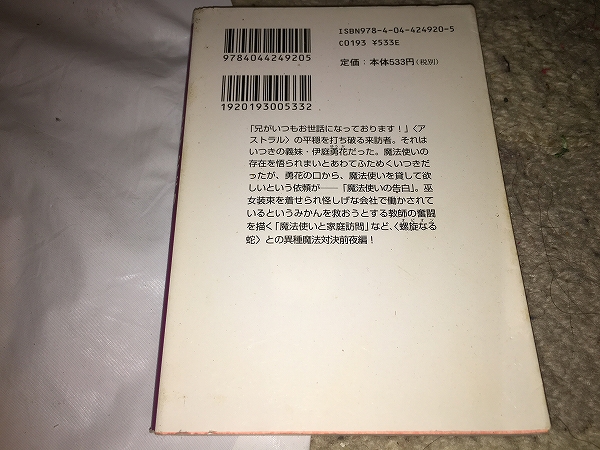 ISBN978-4-04-424920-5
C0193 ¥533E
定価：本体533円(税別)
9784044249205
1920193005332
「兄がいつもお世話になっております！」〈ア
ストラル〉の平穏を打ち破る来訪者。それは
いつきの義妹・伊庭勇花だった。魔法使いの
存在を悟られまいとあわてふためくいつきだ
ったが、勇花の口から、魔法使いを貸して欲
しいという依頼が――「魔法使いの告白」。巫
女装束を着せられ怪しげな会社で働かされて
いるというみかんを救おうとする教師の奮闘
を描く「魔法使いと家庭訪問」など、〈螺旋なる
蛇〉との異種魔法対決前夜編！